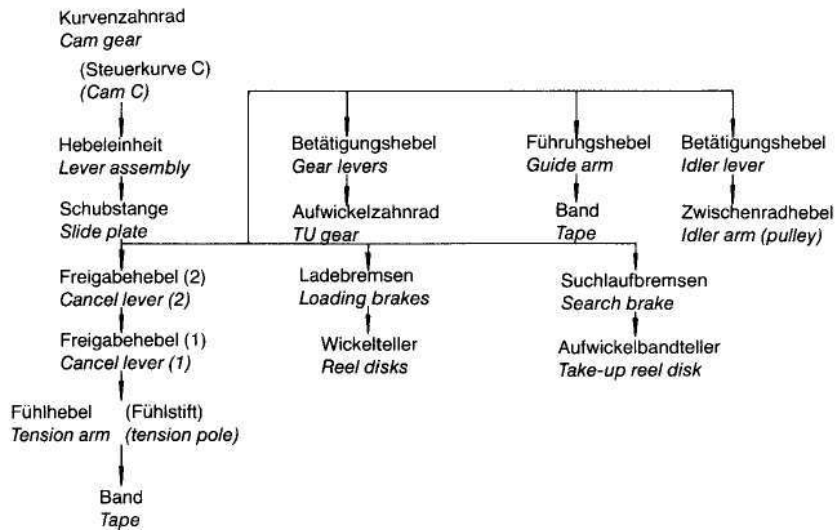 Kurvenzahnrad
Cam gear
(Steuerkurve C)
(Cam C)
Hebeleinheit
Lever assembly
Betätigungshebel
Gear levers
Führungshebel
Guide arm
Betätigungshebel
Idler lever
Schubstange
Slide plate
Aufwickelzahnrad
TU gear
Band
Tape
Zwischenradhebel
Idler arm (pulley)
Freigabehebel (2)
Cancel lever (2)
Ladebremsen
Loading brakes
Suchlaufbremsen
Search brake
Freigabehebel (1)
Cancel lever (1)
Wickelteller
Reel disks
Aufwickelbandteller
Take-up reel disk
Fühlhebel (Fühlstift)
Tension arm (tension pole)
Band
Tape